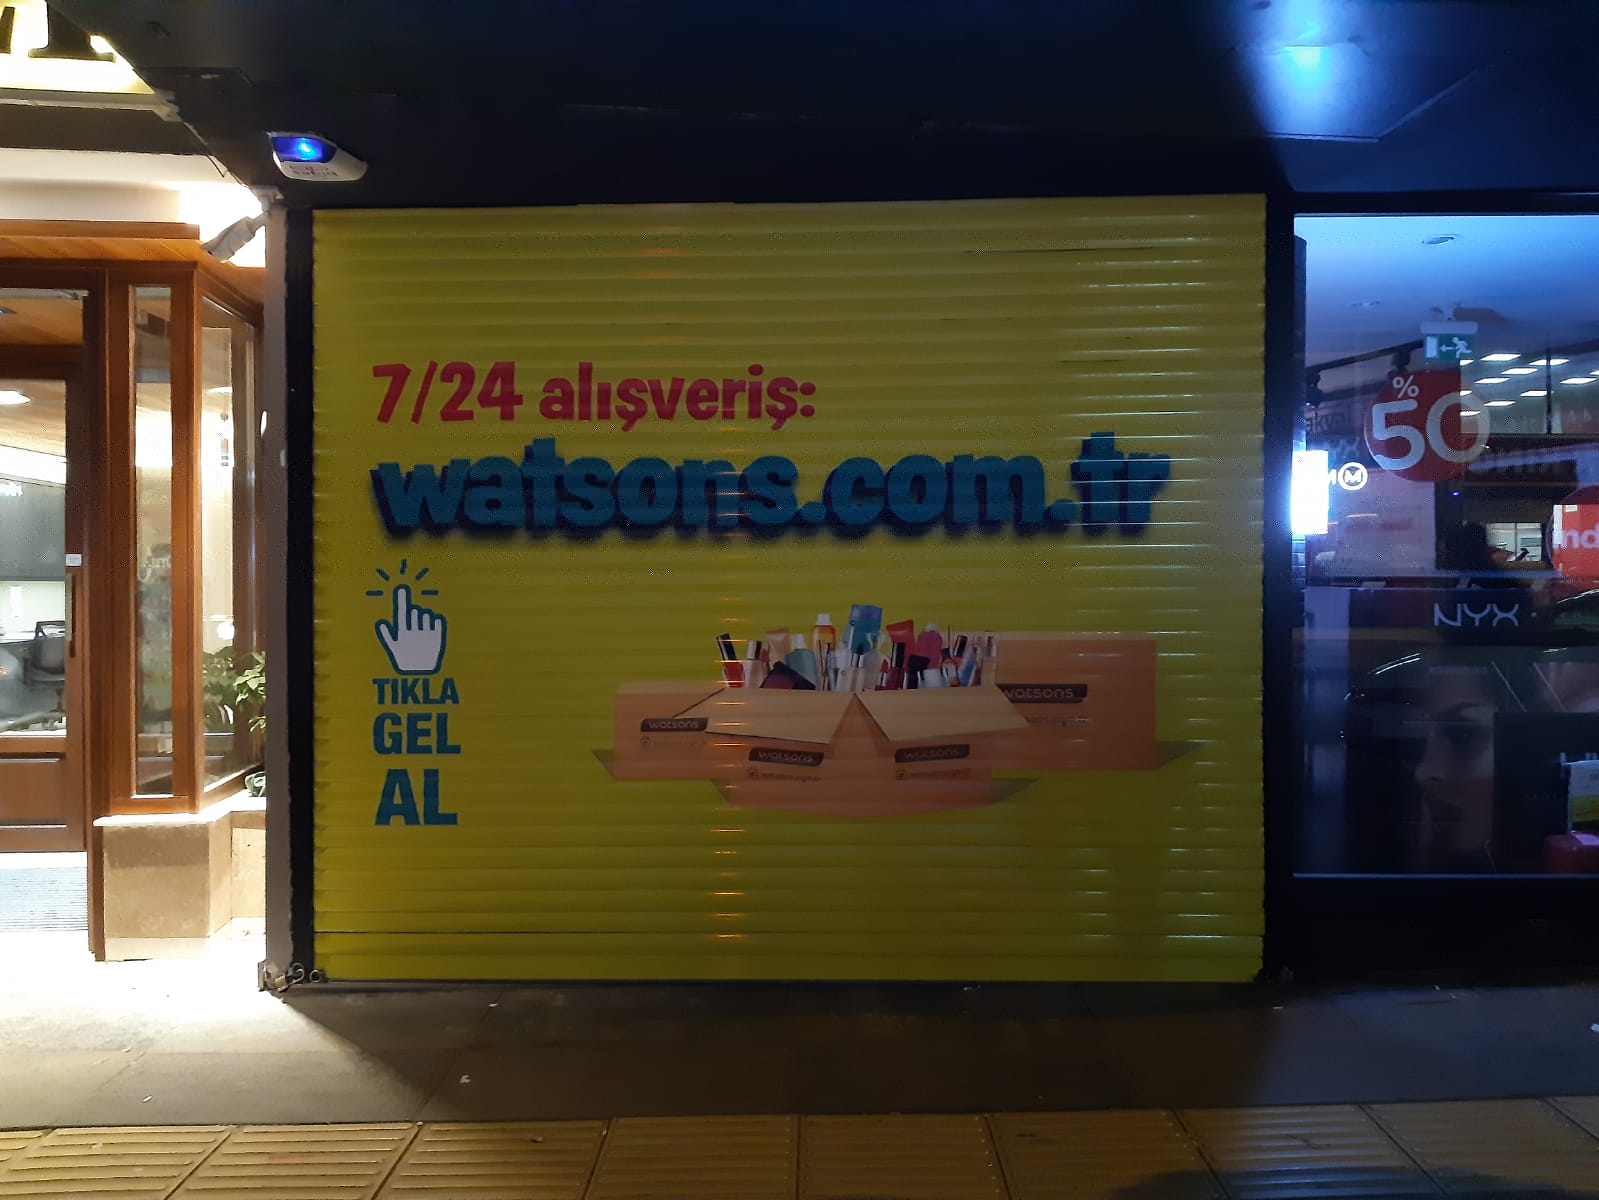 7/24 alışveriş:
watsons.com.tr
TIKLA
GEL
AL
watsons
watsons
watsons
watsons
% 50
NYX